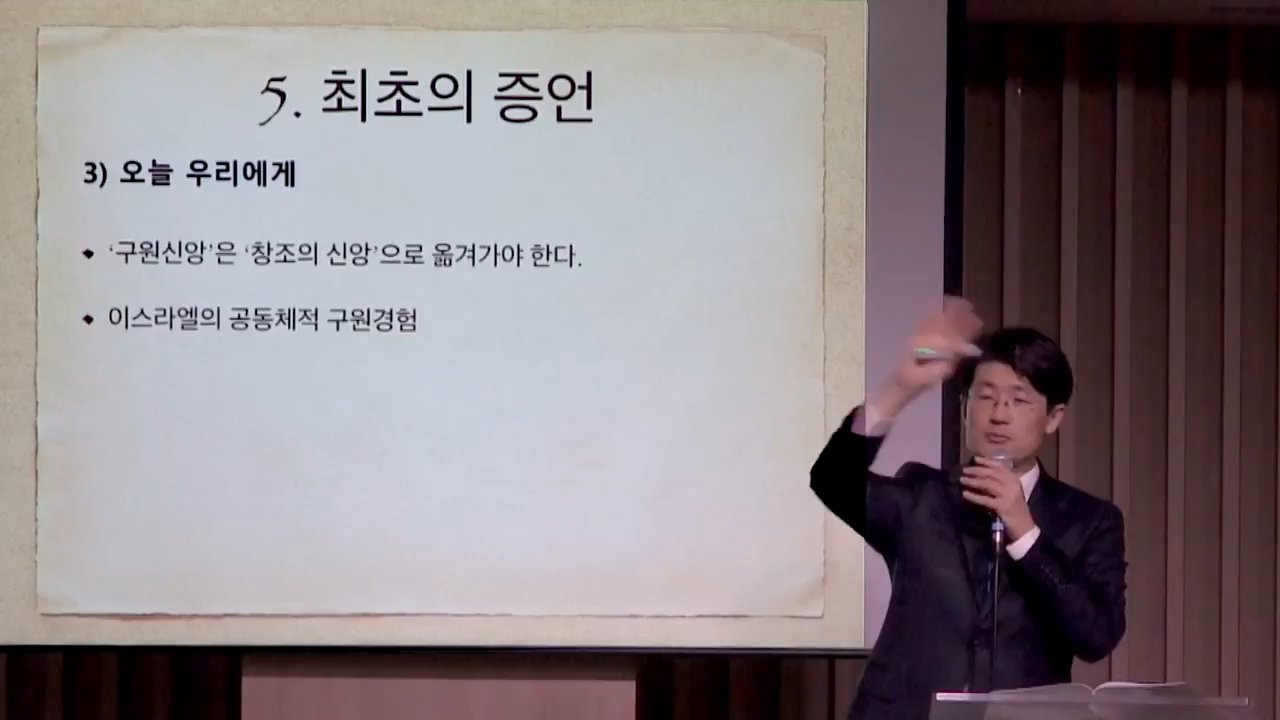 5. 최초의 증언
3) 오늘 우리에게
◆ ‘구원신앙’은 ‘창조의 신앙’으로 옮겨가야 한다.
◆ 이스라엘의 공동체적 구원경험